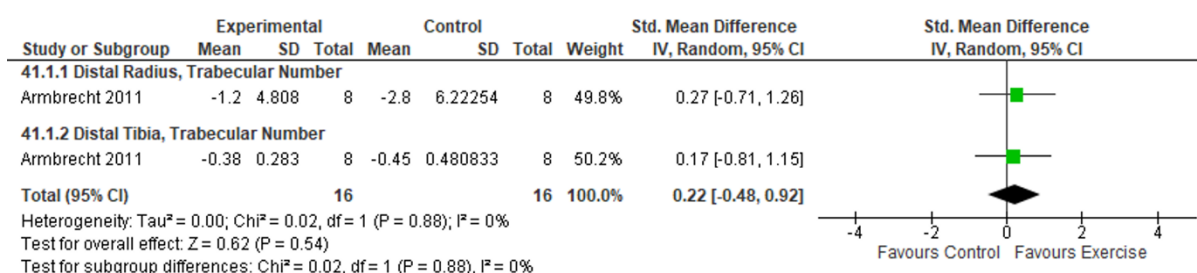 Experimental Control Std. Mean Difference Std. Mean Difference
Study or Subgroup Mean SD Total Mean SD Total Weight IV, Random, 95% CI IV, Random, 95% CI
41.1.1 Distal Radius, Trabecular Number
Armbrecht 2011 -1.2 4.808 8 -2.8 6.22254 8 49.8% 0.27 [-0.71, 1.26]
41.1.2 Distal Tibia, Trabecular Number
Armbrecht 2011 -0.38 0.283 8 -0.45 0.480833 8 50.2% 0.17 [-0.81, 1.15]
Total (95% CI) 16 16 100.0% 0.22 [-0.48, 0.92]
Heterogeneity: Tau² = 0.00; Chi² = 0.02, df = 1 (P = 0.88); I² = 0%
Test for overall effect: Z = 0.62 (P = 0.54)
Test for subgroup differences: Chi² = 0.02, df = 1 (P = 0.88), I² = 0%
-4 -2 0 2 4
Favours Control Favours Exercise